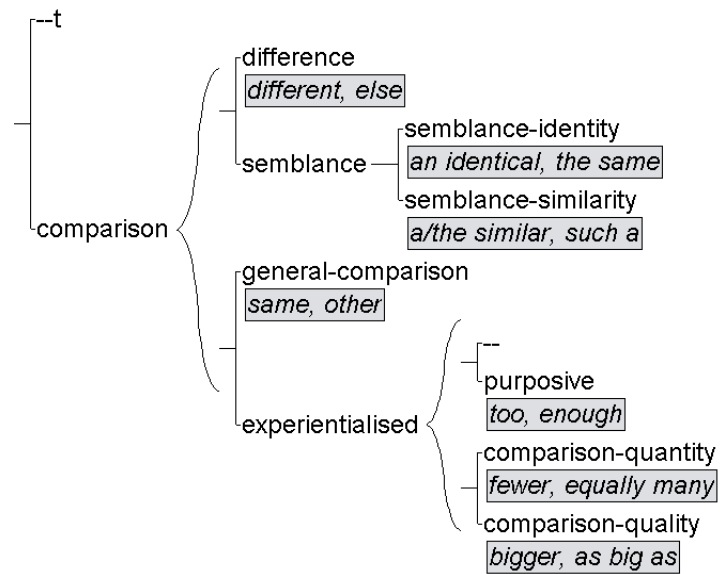 --t
difference
different, else
semblance-identity
an identical, the same
semblance
semblance-similarity
a/the similar, such a
comparison
general-comparison
same, other
--
purposive
too, enough
experientialised
comparison-quantity
fewer, equally many
comparison-quality
bigger, as big as